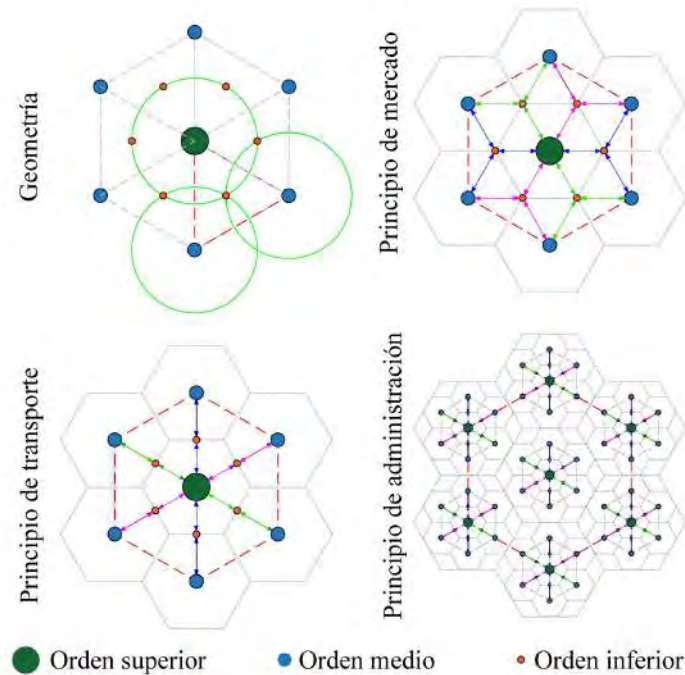 Geometría
Principio de mercado
Principio de transporte
Principio de administración
Orden superior
Orden medio
Orden inferior